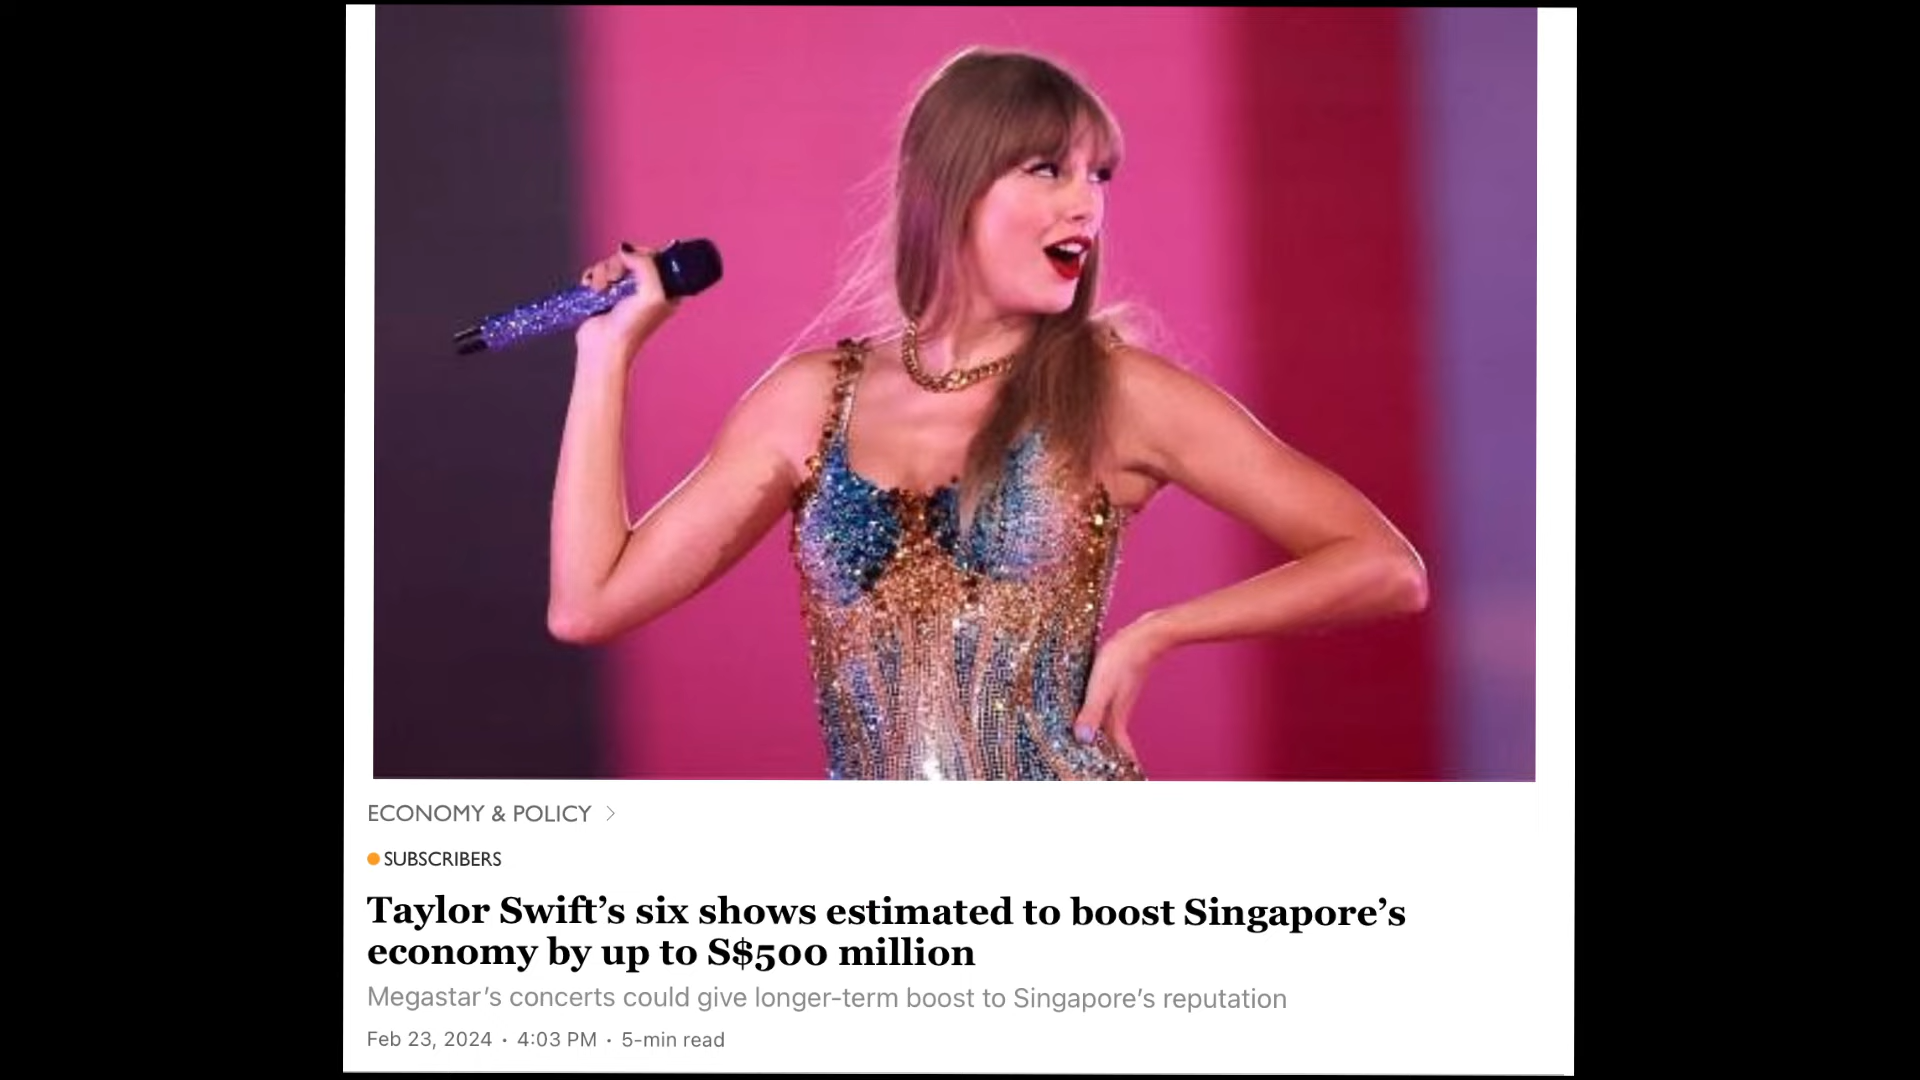 ECONOMY & POLICY >
SUBSCRIBERS
Taylor Swift’s six shows estimated to boost Singapore’s
economy by up to S$500 million
Megastar’s concerts could give longer-term boost to Singapore’s reputation
Feb 23, 2024 · 4:03 PM · 5-min read